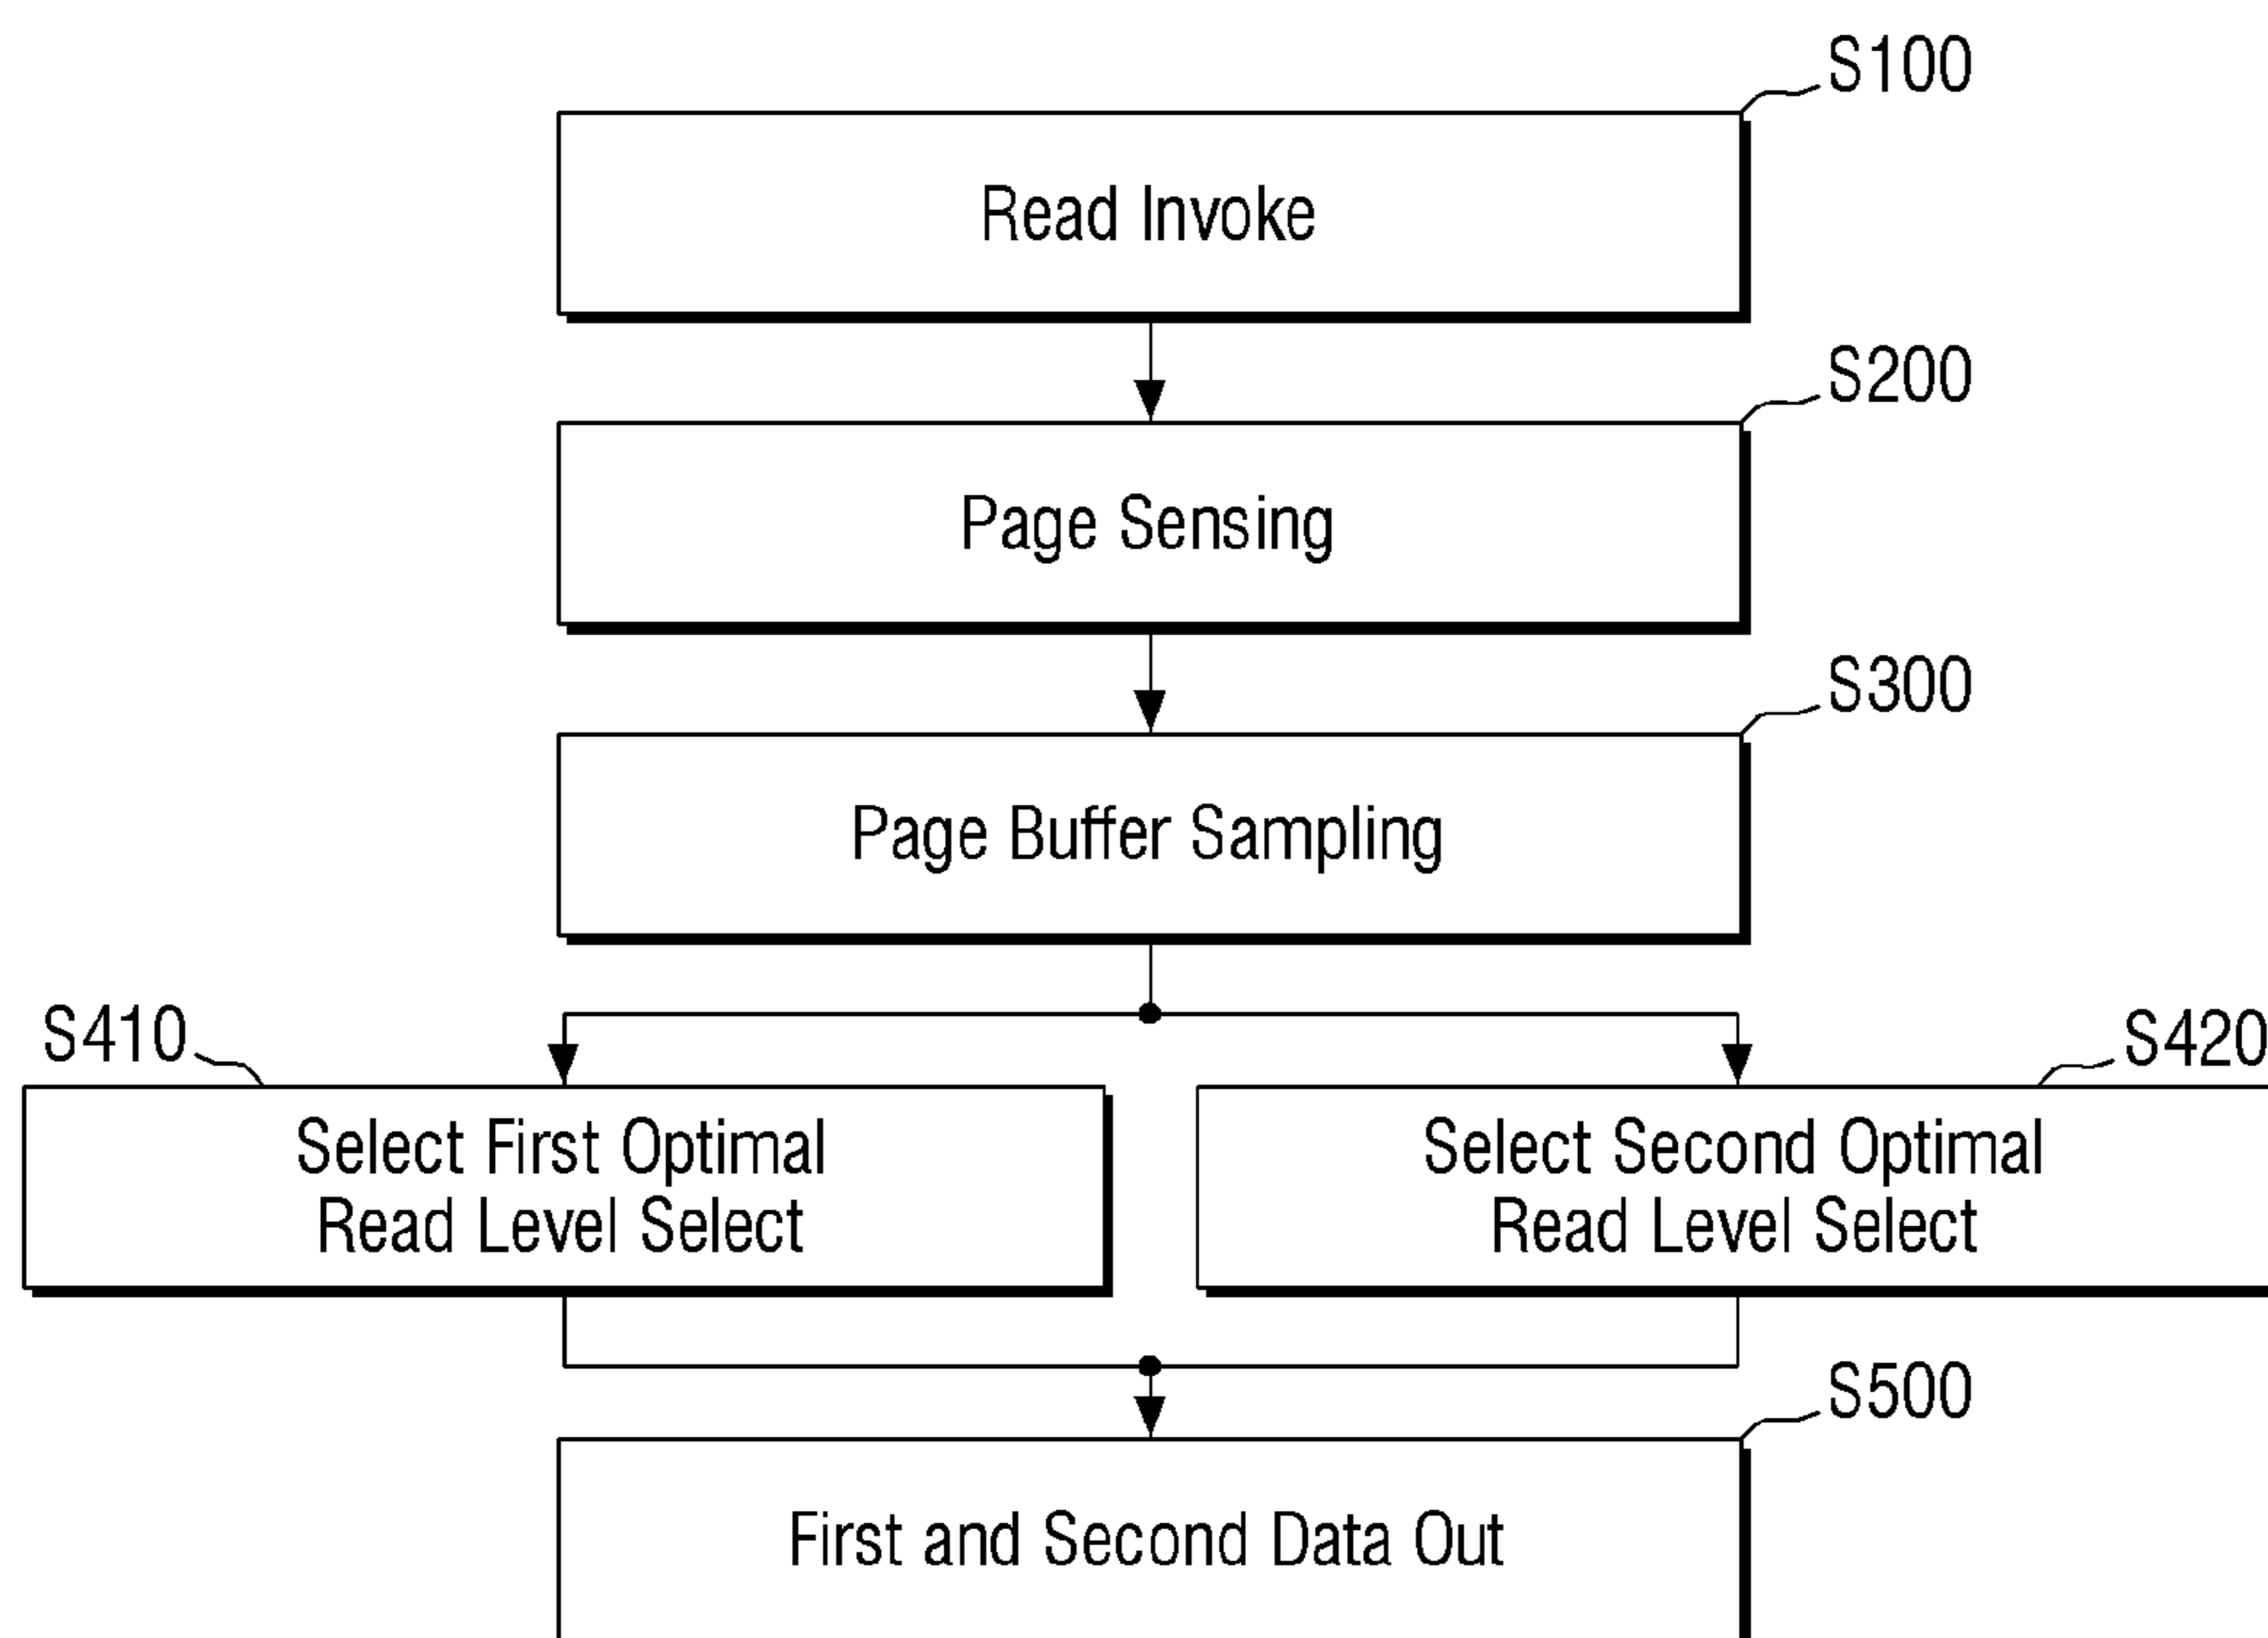 S100
Read Invoke
S200
Page Sensing
S300
Page Buffer Sampling
S410
S420
Select First Optimal
Read Level Select
Select Second Optimal
Read Level Select
S500
First and Second Data Out